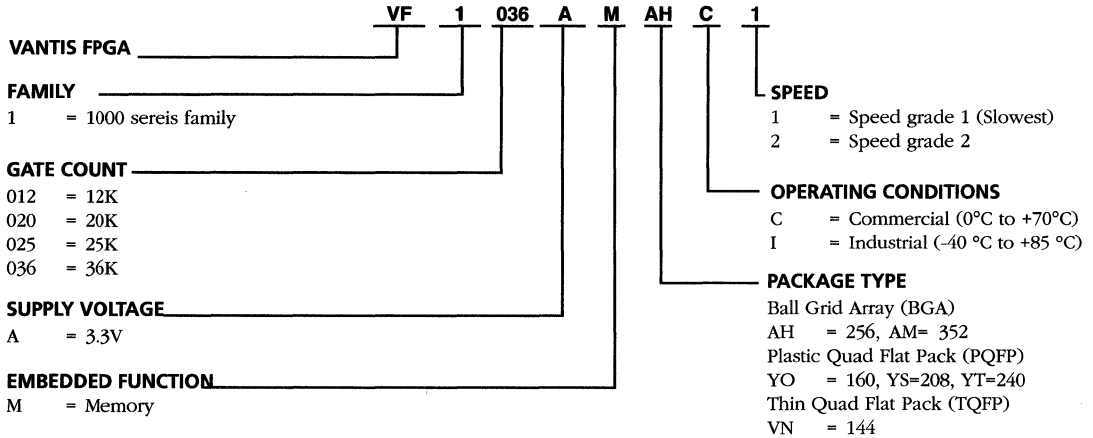 VF 1 036 A M AH C 1
VANTIS FPGA
FAMILY
1 = 1000 sereis family
GATE COUNT
012 = 12K
020 = 20K
025 = 25K
036 = 36K
SUPPLY VOLTAGE
A = 3.3V
EMBEDDED FUNCTION
M = Memory
SPEED
1 = Speed grade 1 (Slowest)
2 = Speed grade 2
OPERATING CONDITIONS
C = Commercial (0°C to +70°C)
I = Industrial (-40 °C to +85 °C)
PACKAGE TYPE
Ball Grid Array (BGA)
AH = 256, AM= 352
Plastic Quad Flat Pack (PQFP)
YO = 160, YS=208, YT=240
Thin Quad Flat Pack (TQFP)
VN = 144